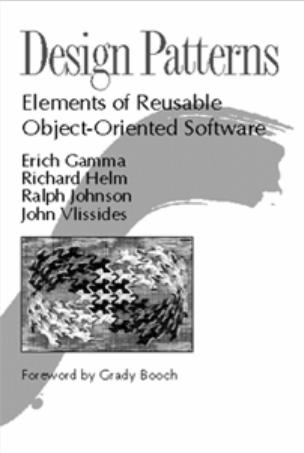 Design Patterns
Elements of Reusable
Object-Oriented Software
Erich Gamma
Richard Helm
Ralph Johnson
John Vlissides
Foreword by Grady Booch